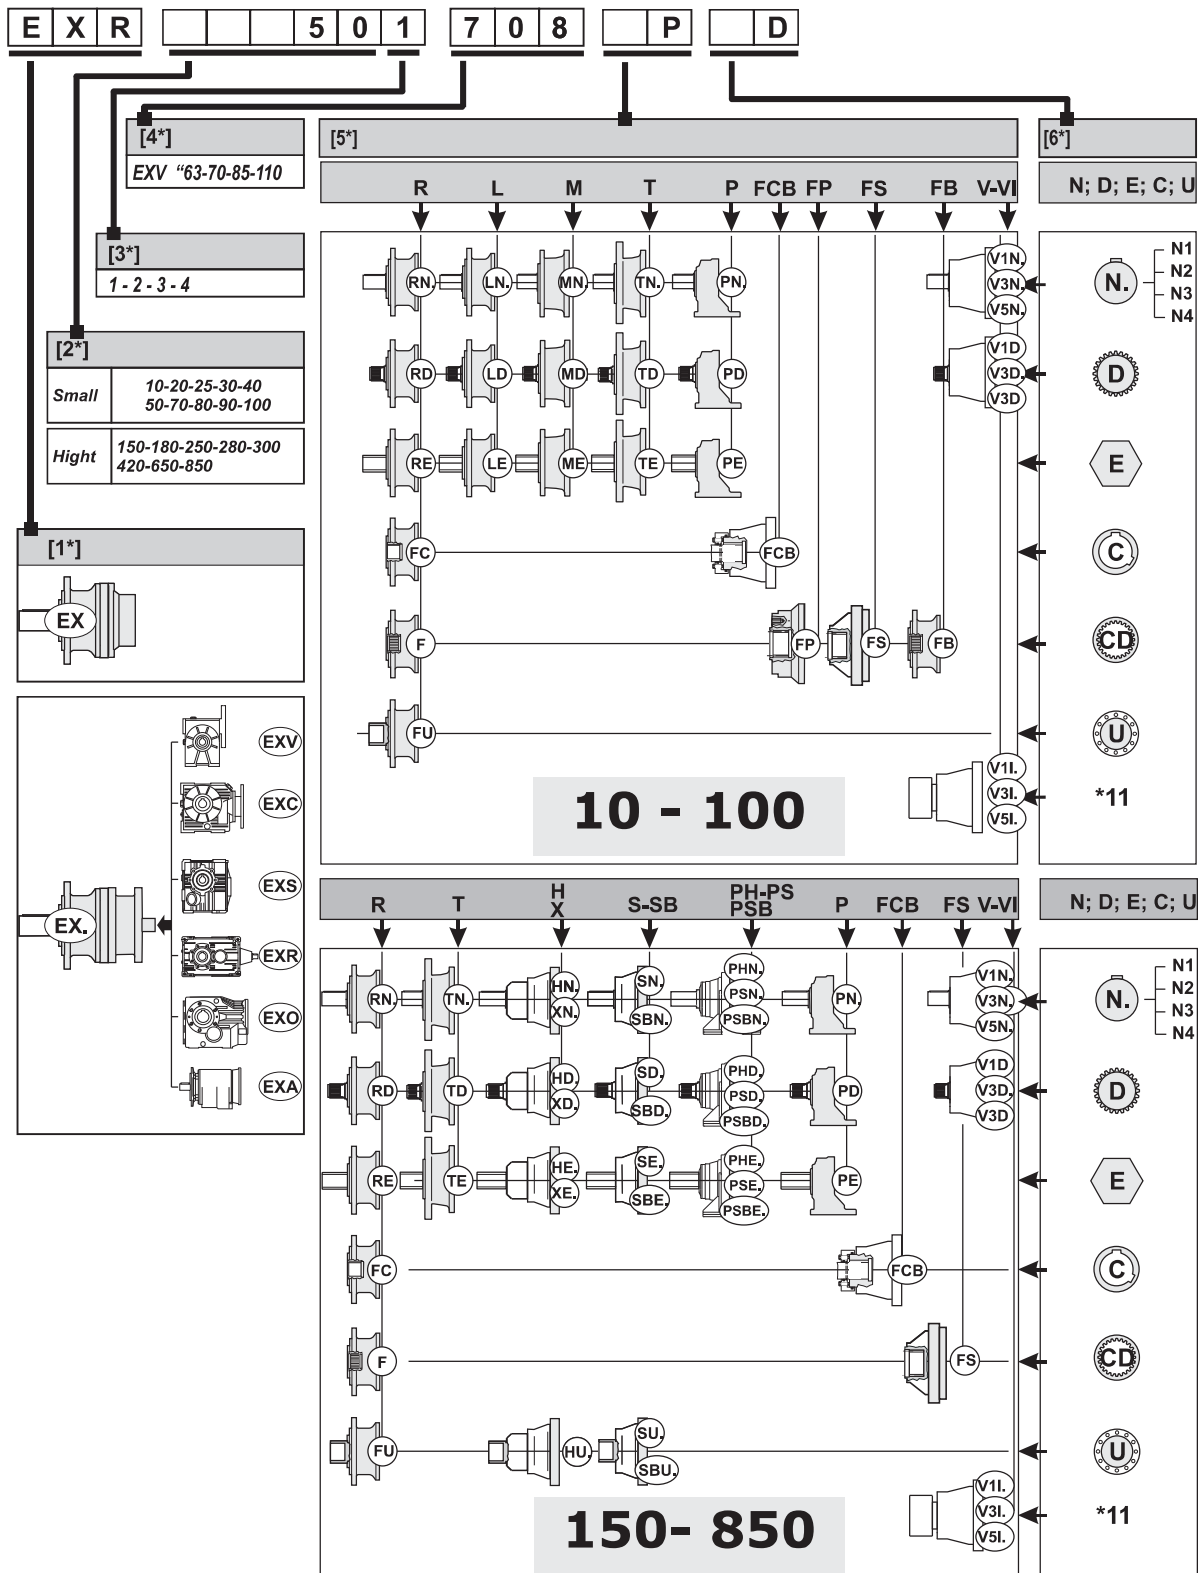 E X R 5 0 1 7 0 8 P D
[4*]
EXV “63-70-85-110
[3*]
1 - 2 - 3 - 4
[2*]
Small 10-20-25-30-40
50-70-80-90-100
Hight 150-180-250-280-300
420-650-850
[1*]
EX
EX.
EXV
EXC
EXS
EXR
EXO
EXA
[5*]
R L M T P FCB FP FS FB V-VI
RN. LN. MN. TN. PN. V1N.
V3N.
V5N.
RD LD MD TD PD V1D
V3D.
V3D
RE LE ME TE PE
FC FCB
F FP FS FB
FU
V1I.
V3I.
V5I.
10 - 100
[6*]
N; D; E; C; U
N. N1
N2
N3
N4
D
E
C
CD
U
*11
R T H
X S-SB PH-PS
PSB P FCB FS V-VI
RN. TN. HN.
XN. SN.
SBN. PHN.
PSN.
PSBN. PN. V1N.
V3N.
V5N.
RD TD HD.
XD. SD.
SBD. PHD.
PSD.
PSBD. PD V1D
V3D.
V3D
RE TE HE.
XE. SE.
SBE. PHE.
PSE.
PSBE. PE
FC FCB
F FS
FU HU. SU.
SBU.
V1I.
V3I.
V5I.
150- 850
N; D; E; C; U
N. N1
N2
N3
N4
D
E
C
CD
U
*11